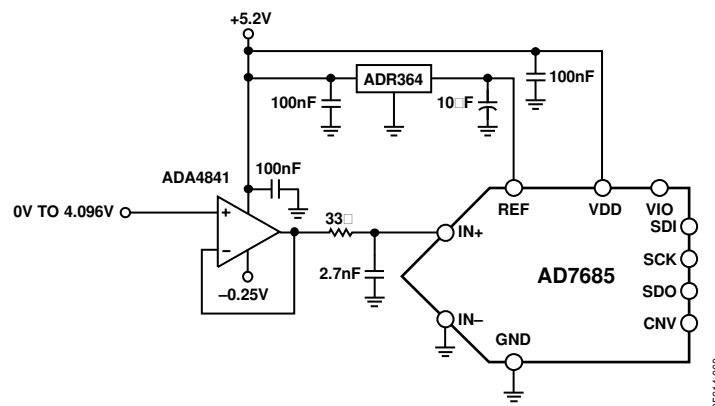 +5.2V
ADR364
100nF
100nF
10□F
ADA4841
100nF
0V TO 4.096V
+
–
–0.25V
33□
2.7nF
REF
VDD
VIO
SDI
IN+
SCK
AD7685
SDO
IN–
CNV
GND